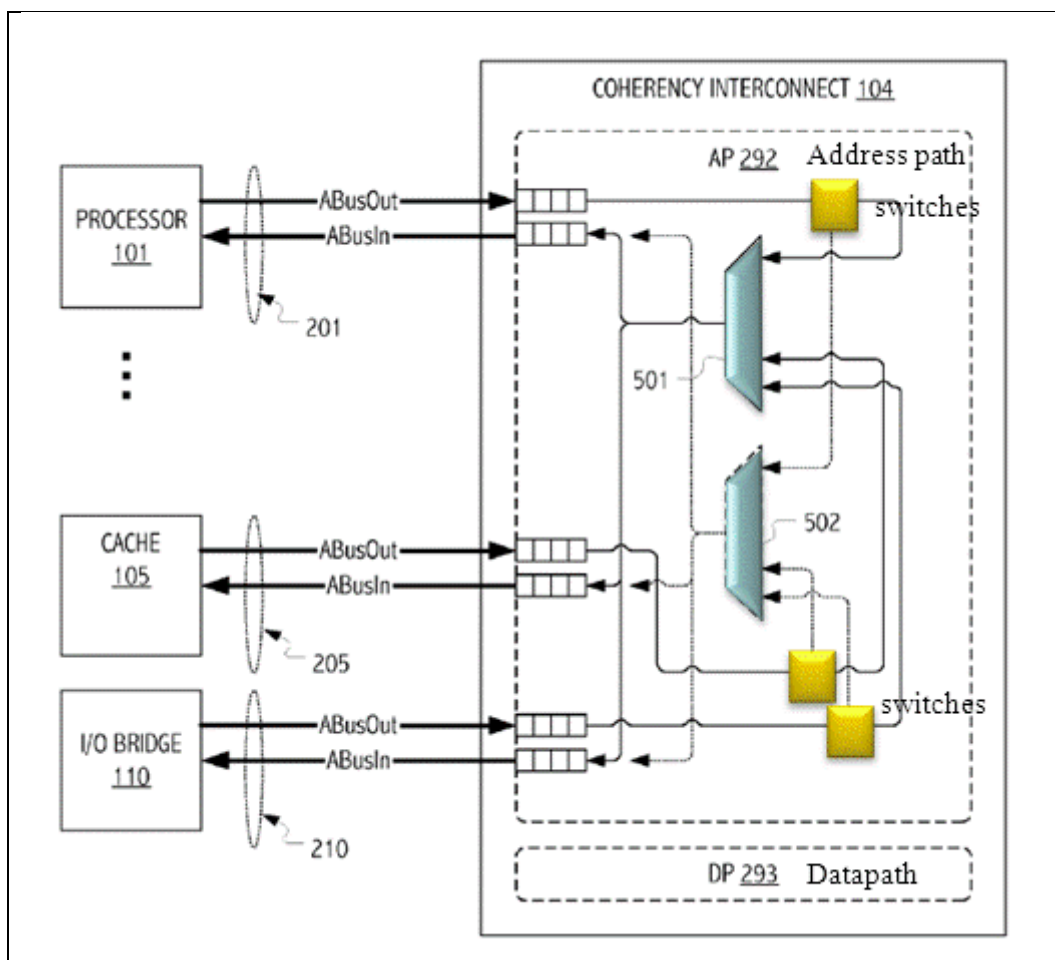 COHERENCY INTERCONNECT 104
AP 292 Address path
switches
PROCESSOR
101
ABusOut
ABusIn
201
501
502
CACHE
105
ABusOut
ABusIn
205
switches
I/O BRIDGE
110
ABusOut
ABusIn
210
DP 293 Datapath